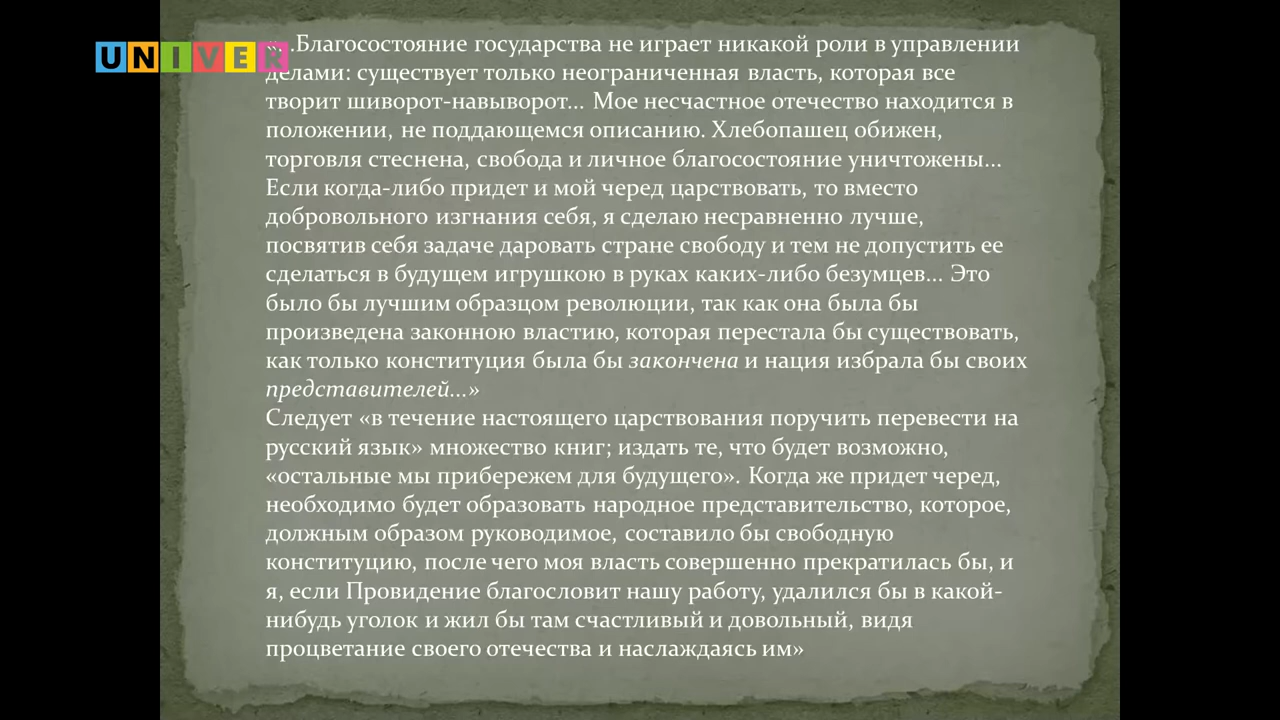 UNIVER
«...Благосостояние государства не играет никакой роли в управлении
делами: существует только неограниченная власть, которая все
творит шиворот-навыворот... Мое несчастное отечество находится в
положении, не поддающемся описанию. Хлебопашец обижен,
торговля стеснена, свобода и личное благосостояние уничтожены...
Если когда-либо придет и мой черед царствовать, то вместо
добровольного изгнания себя, я сделаю несравненно лучше,
посвятив себя задаче даровать стране свободу и тем не допустить ее
сделаться в будущем игрушкою в руках каких-либо безумцев... Это
было бы лучшим образцом революции, так как она была бы
произведена законною властию, которая перестала бы существовать,
как только конституция была бы закончена и нация избрала бы своих
представителей...»
Следует «в течение настоящего царствования поручить перевести на
русский язык» множество книг; издать те, что будет возможно,
«остальные мы прибережем для будущего». Когда же придет черед,
необходимо будет образовать народное представительство, которое,
должным образом руководимое, составило бы свободную
конституцию, после чего моя власть совершенно прекратилась бы, и
я, если Провидение благословит нашу работу, удалился бы в какой-
нибудь уголок и жил бы там счастливый и довольный, видя
процветание своего отечества и наслаждаясь им»